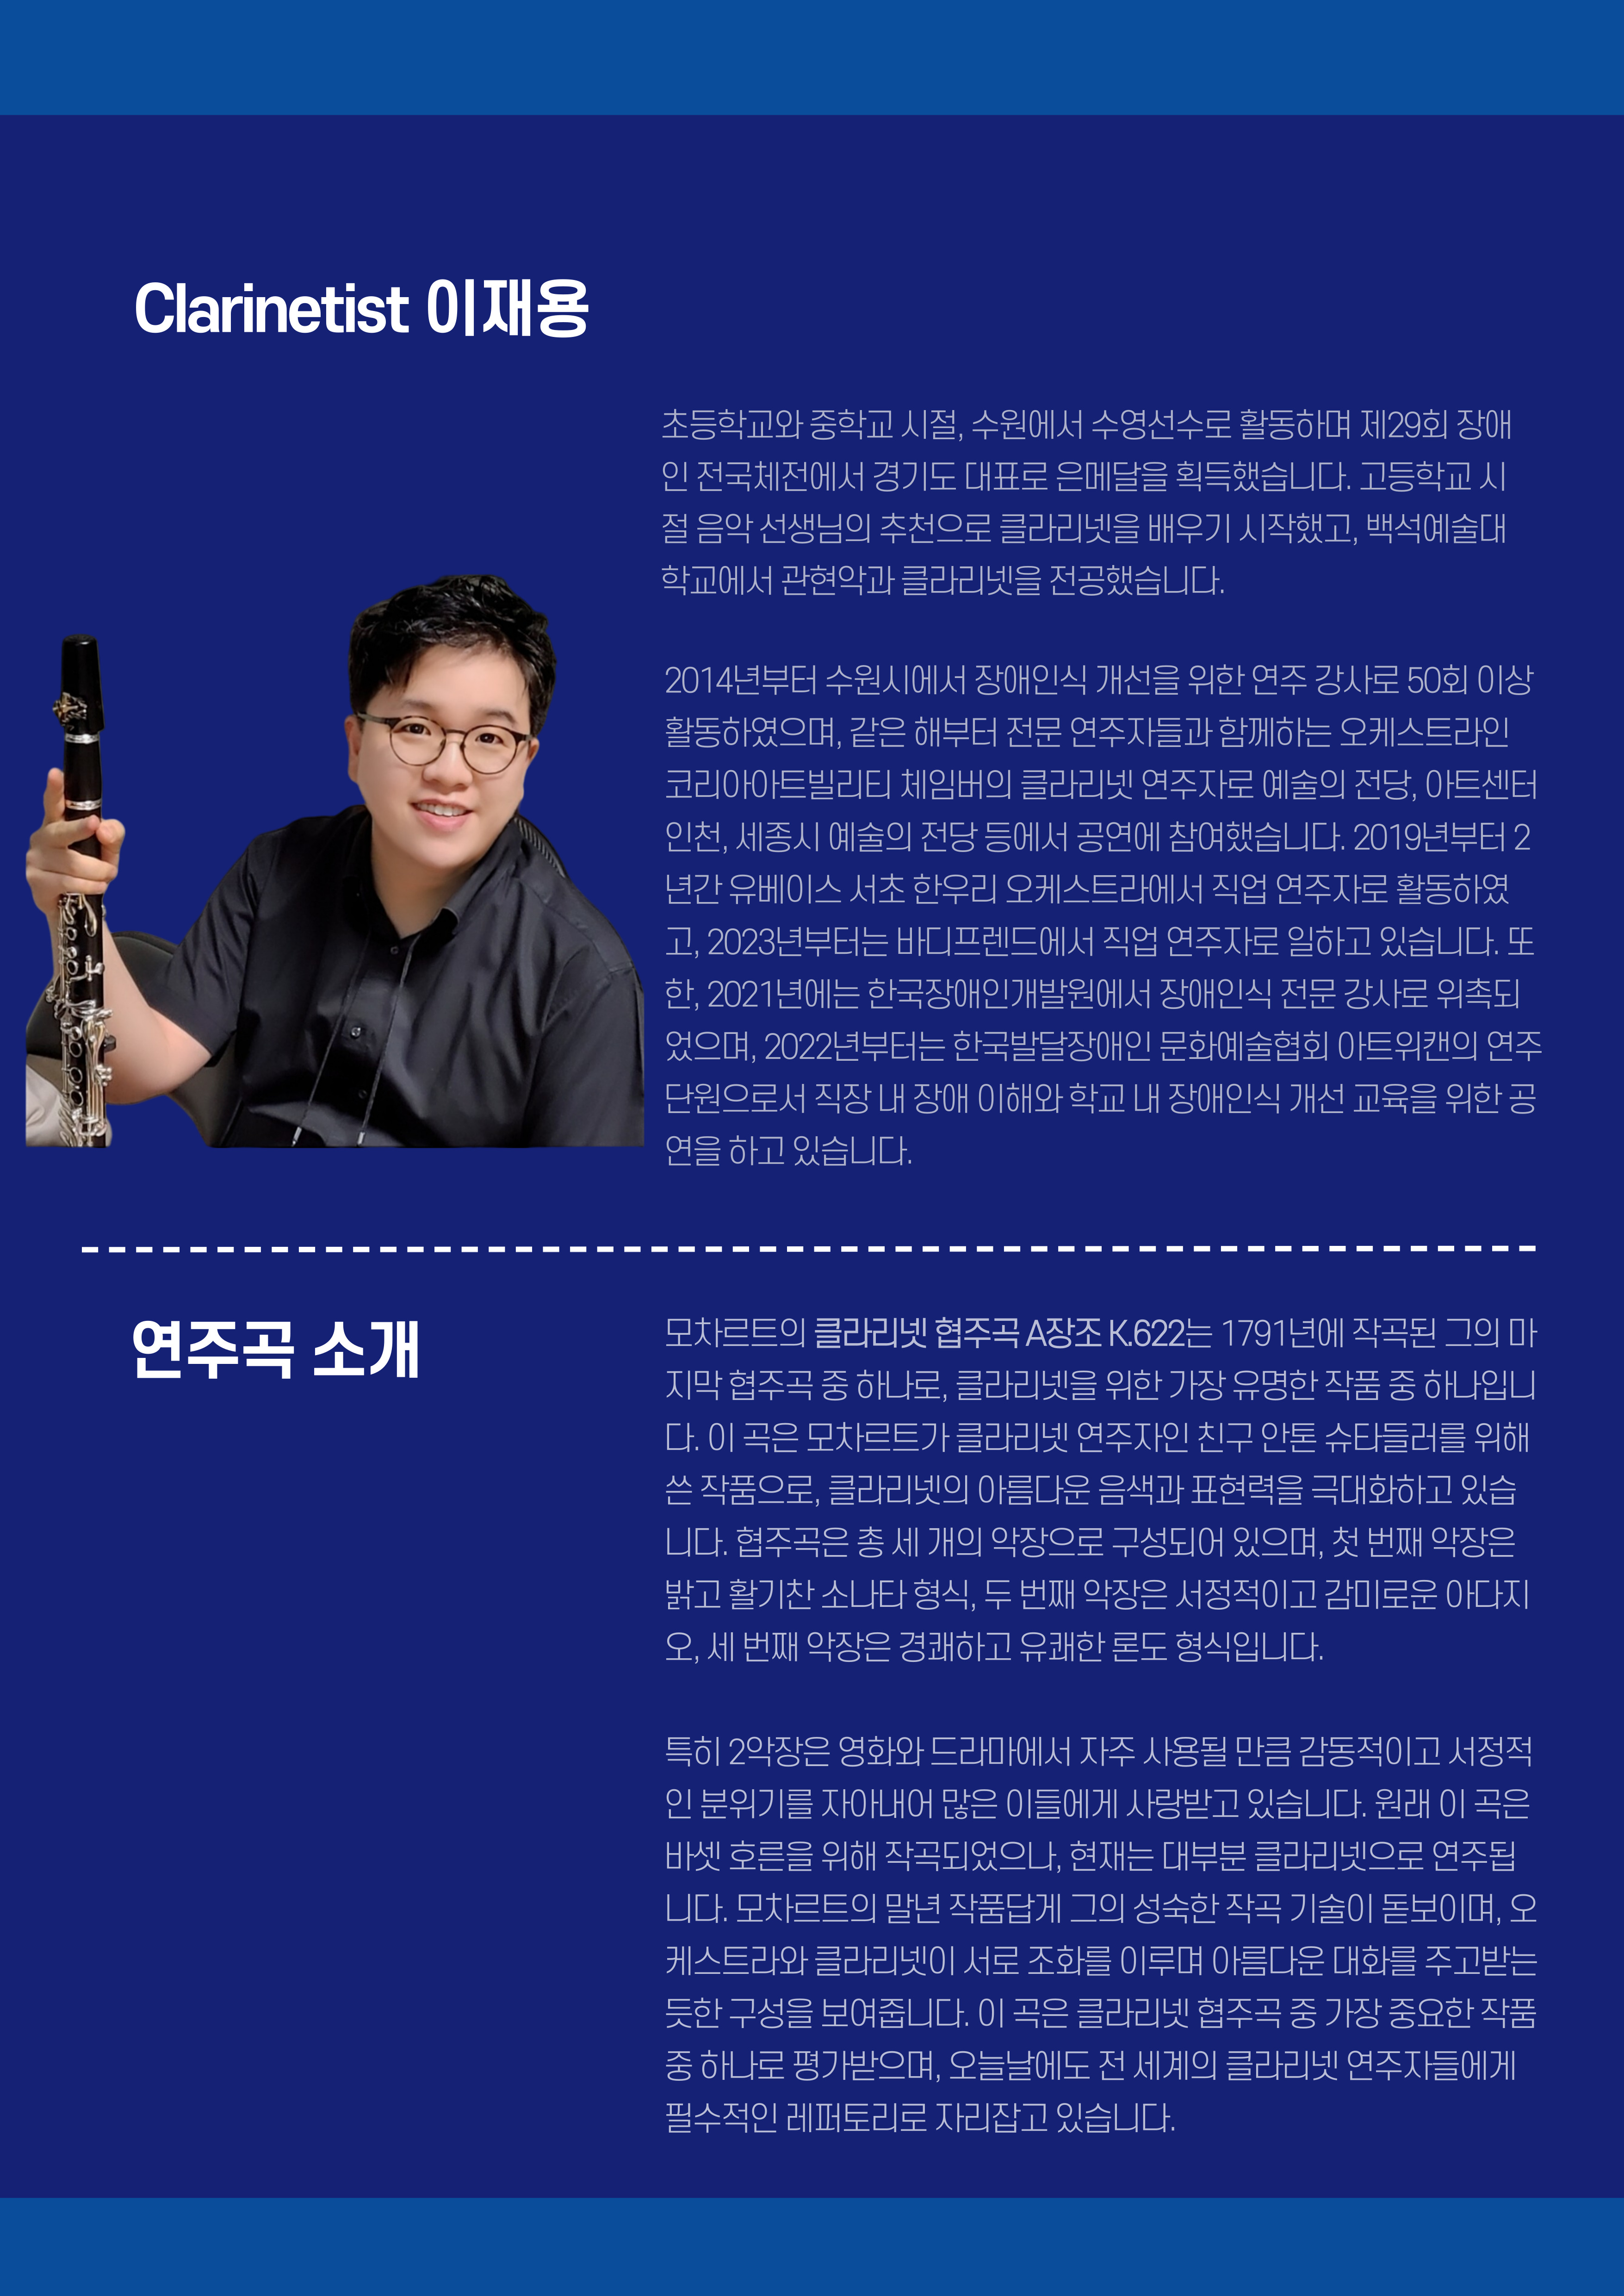 Clarinetist 이재용
초등학교와 중학교 시절, 수원에서 수영선수로 활동하며 제29회 장애
인 전국체전에서 경기도 대표로 은메달을 획득했습니다. 고등학교 시
절 음악 선생님의 추천으로 클라리넷을 배우기 시작했고, 백석예술대
학교에서 관현악과 클라리넷을 전공했습니다.
2014년부터 수원시에서 장애인식 개선을 위한 연주 강사로 50회 이상
활동하였으며, 같은 해부터 전문 연주자들과 함께하는 오케스트라인
코리아아트빌리티 체임버의 클라리넷 연주자로 예술의 전당, 아트센터
인천, 세종시 예술의 전당 등에서 공연에 참여했습니다. 2019년부터 2
년간 유베이스 서초 한우리 오케스트라에서 직업 연주자로 활동하였
고, 2023년부터는 바디프렌드에서 직업 연주자로 일하고 있습니다. 또
한, 2021년에는 한국장애인개발원에서 장애인식 전문 강사로 위촉되
었으며, 2022년부터는 한국발달장애인 문화예술협회 아트위캔의 연주
단원으로서 직장 내 장애 이해와 학교 내 장애인식 개선 교육을 위한 공
연을 하고 있습니다.
연주곡 소개
모차르트의 클라리넷 협주곡 A장조 K.622는 1791년에 작곡된 그의 마
지막 협주곡 중 하나로, 클라리넷을 위한 가장 유명한 작품 중 하나입니
다. 이 곡은 모차르트가 클라리넷 연주자인 친구 안톤 슈타들러를 위해
쓴 작품으로, 클라리넷의 아름다운 음색과 표현력을 극대화하고 있습
니다. 협주곡은 총 세 개의 악장으로 구성되어 있으며, 첫 번째 악장은
밝고 활기찬 소나타 형식, 두 번째 악장은 서정적이고 감미로운 아다지
오, 세 번째 악장은 경쾌하고 유쾌한 론도 형식입니다.
특히 2악장은 영화와 드라마에서 자주 사용될 만큼 감동적이고 서정적
인 분위기를 자아내어 많은 이들에게 사랑받고 있습니다. 원래 이 곡은
바셋 호른을 위해 작곡되었으나, 현재는 대부분 클라리넷으로 연주됩
니다. 모차르트의 말년 작품답게 그의 성숙한 작곡 기술이 돋보이며, 오
케스트라와 클라리넷이 서로 조화를 이루며 아름다운 대화를 주고받는
듯한 구성을 보여줍니다. 이 곡은 클라리넷 협주곡 중 가장 중요한 작품
중 하나로 평가받으며, 오늘날에도 전 세계의 클라리넷 연주자들에게
필수적인 레퍼토리로 자리잡고 있습니다.